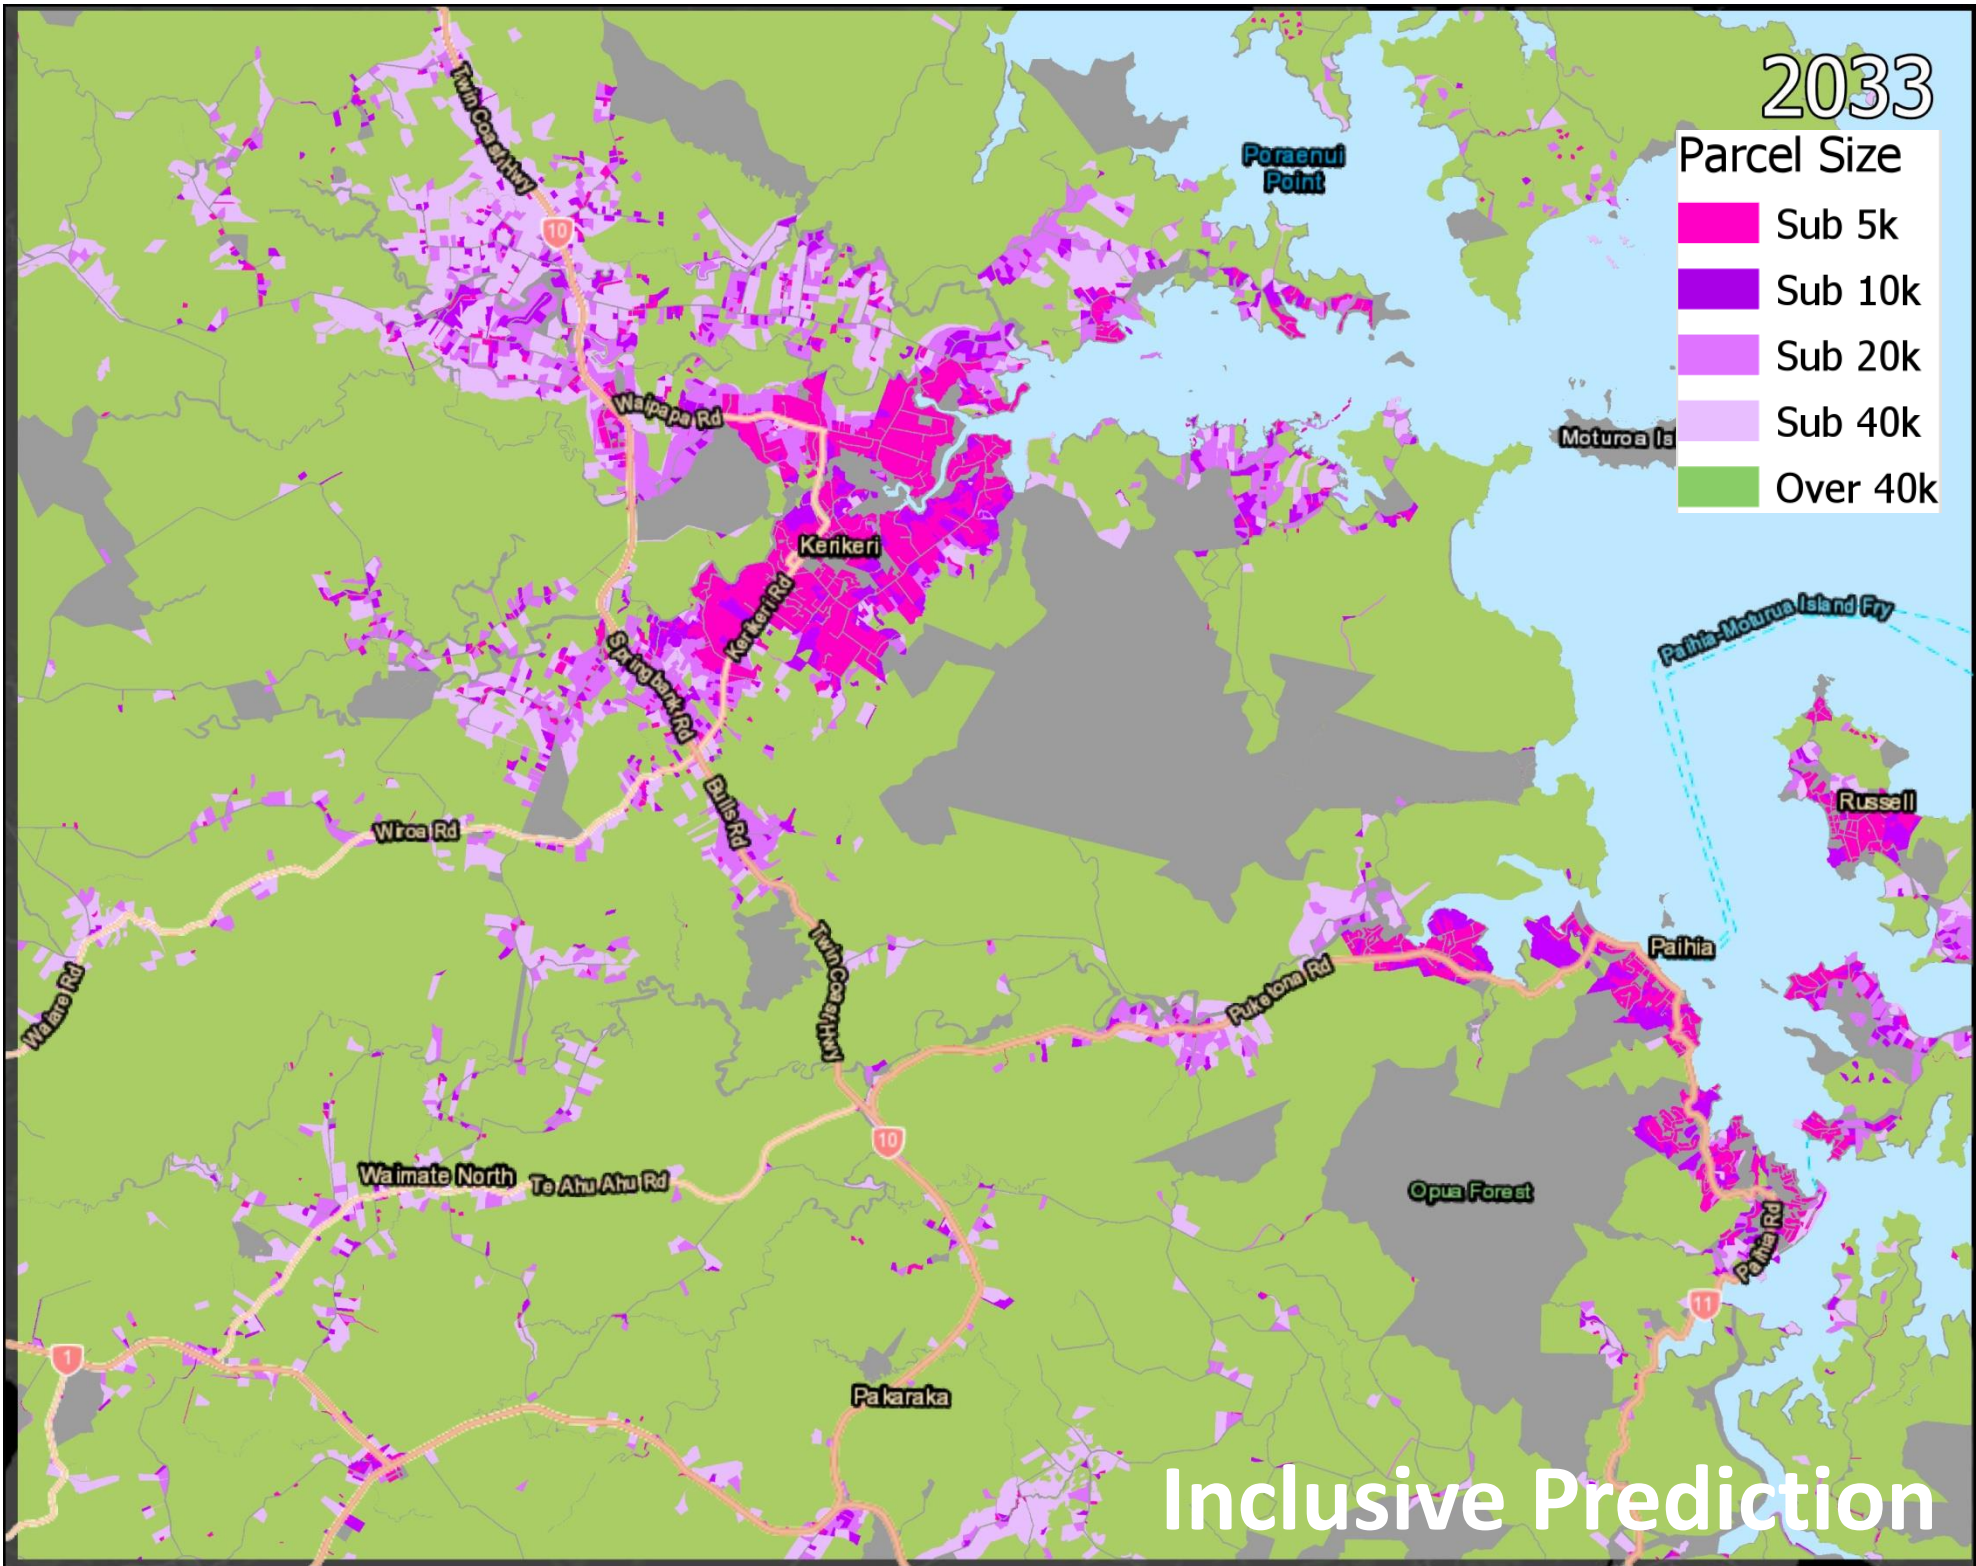 2033
Parcel Size
Sub 5k
Sub 10k
Sub 20k
Sub 40k
Over 40k
Twin Coast Hwy
10
Poraenui
Point
Waipapa Rd
Moturoa Is
Kerikeri
Kerikeri Rd
Paihia-Moturua Island Fry
Springbank Rd
Bulls Rd
Russell
Wiroa Rd
Twin Coast Hwy
Paihia
Puketona Rd
Waiare Rd
10
Waimate North
Te Ahu Ahu Rd
Opua Forest
Paihia Rd
11
1
Pakaraka
Inclusive Prediction